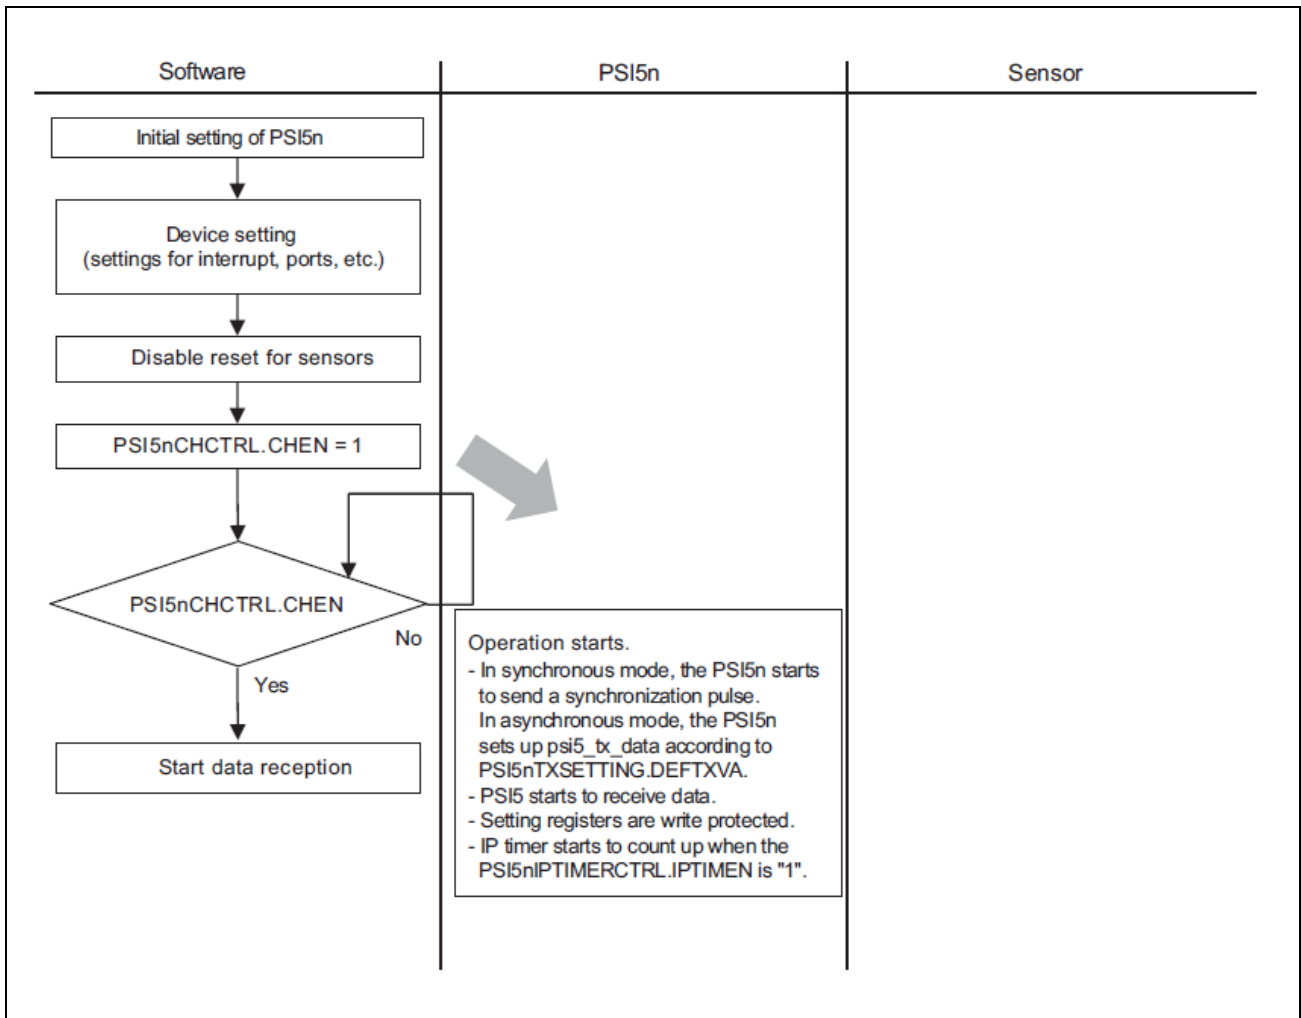 Software
PSI5n
Sensor
Initial setting of PSI5n
Device setting
(settings for interrupt, ports, etc.)
Disable reset for sensors
PSI5nCHCTRL.CHEN = 1
PSI5nCHCTRL.CHEN
No
Yes
Start data reception
Operation starts.
- In synchronous mode, the PSI5n starts
to send a synchronization pulse.
In asynchronous mode, the PSI5n
sets up psi5_tx_data according to
PSI5nTXSETTING.DEFTXVA.
- PSI5 starts to receive data.
- Setting registers are write protected.
- IP timer starts to count up when the
PSI5nIPTIMERCTRL.IPTIMEN is "1".